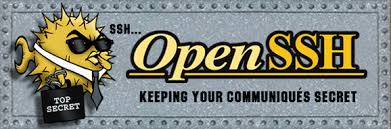 SSH...
OpenSSH
KEEPING YOUR COMMUNIQUÉS SECRET
TOP
SECRET